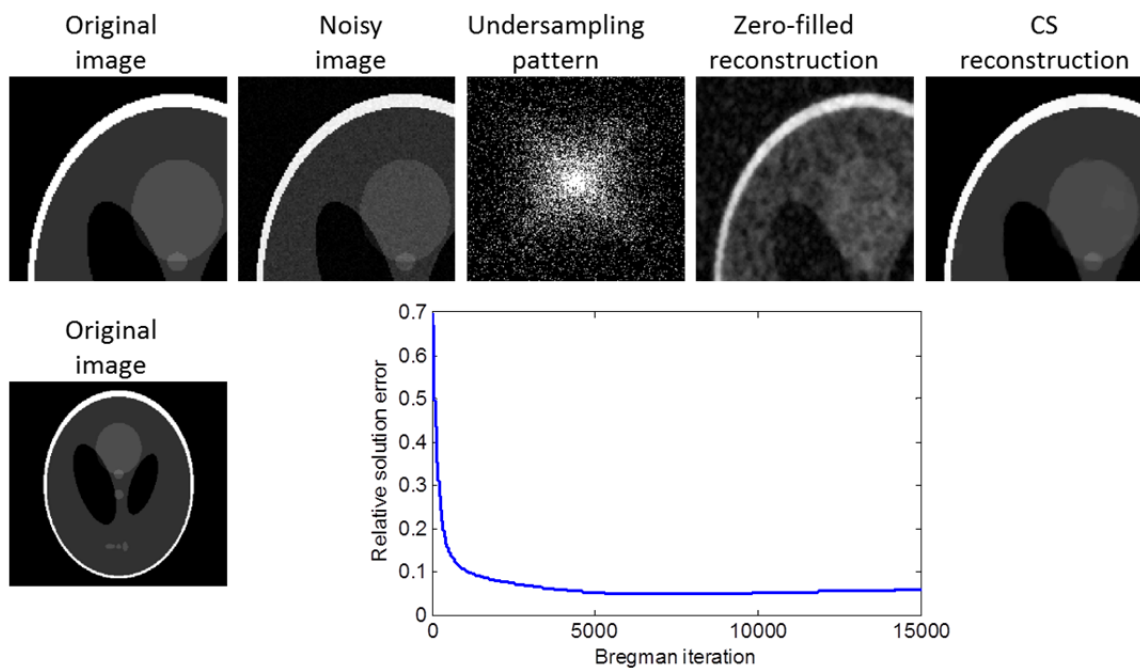 Original image
Noisy image
Undersampling pattern
Zero-filled reconstruction
CS reconstruction
Original image
0.7
0.6
0.5
0.4
0.3
0.2
0.1
0
Relative solution error
0
5000
10000
15000
Bregman iteration